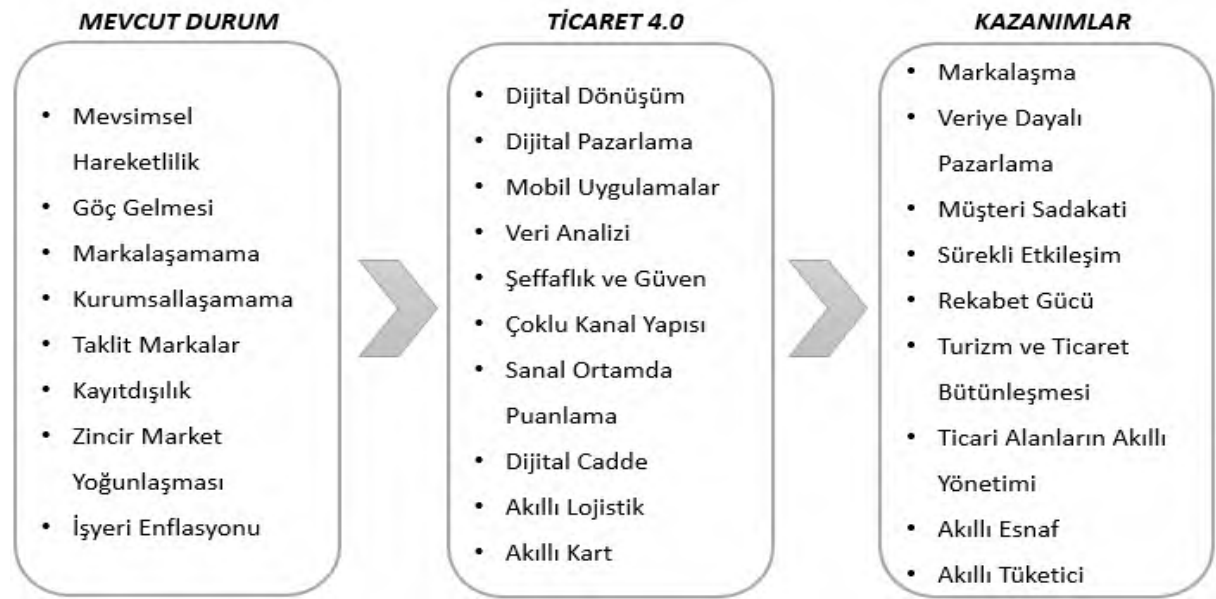 MEVCUT DURUM
• Mevsimsel
Hareketlilik
• Göç Gelmesi
• Markalaşamama
• Kurumsallaşamama
• Taklit Markalar
• Kayıtdışılık
• Zincir Market
Yoğunlaşması
• İşyeri Enflasyonu
TİCARET 4.0
• Dijital Dönüşüm
• Dijital Pazarlama
• Mobil Uygulamalar
• Veri Analizi
• Şeffaflık ve Güven
• Çoklu Kanal Yapısı
• Sanal Ortamda
Puanlama
• Dijital Cadde
• Akıllı Lojistik
• Akıllı Kart
KAZANIMLAR
• Markalaşma
• Veriye Dayalı
Pazarlama
• Müşteri Sadakati
• Sürekli Etkileşim
• Rekabet Gücü
• Turizm ve Ticaret
Bütünleşmesi
• Ticari Alanların Akıllı
Yönetimi
• Akıllı Esnaf
• Akıllı Tüketici